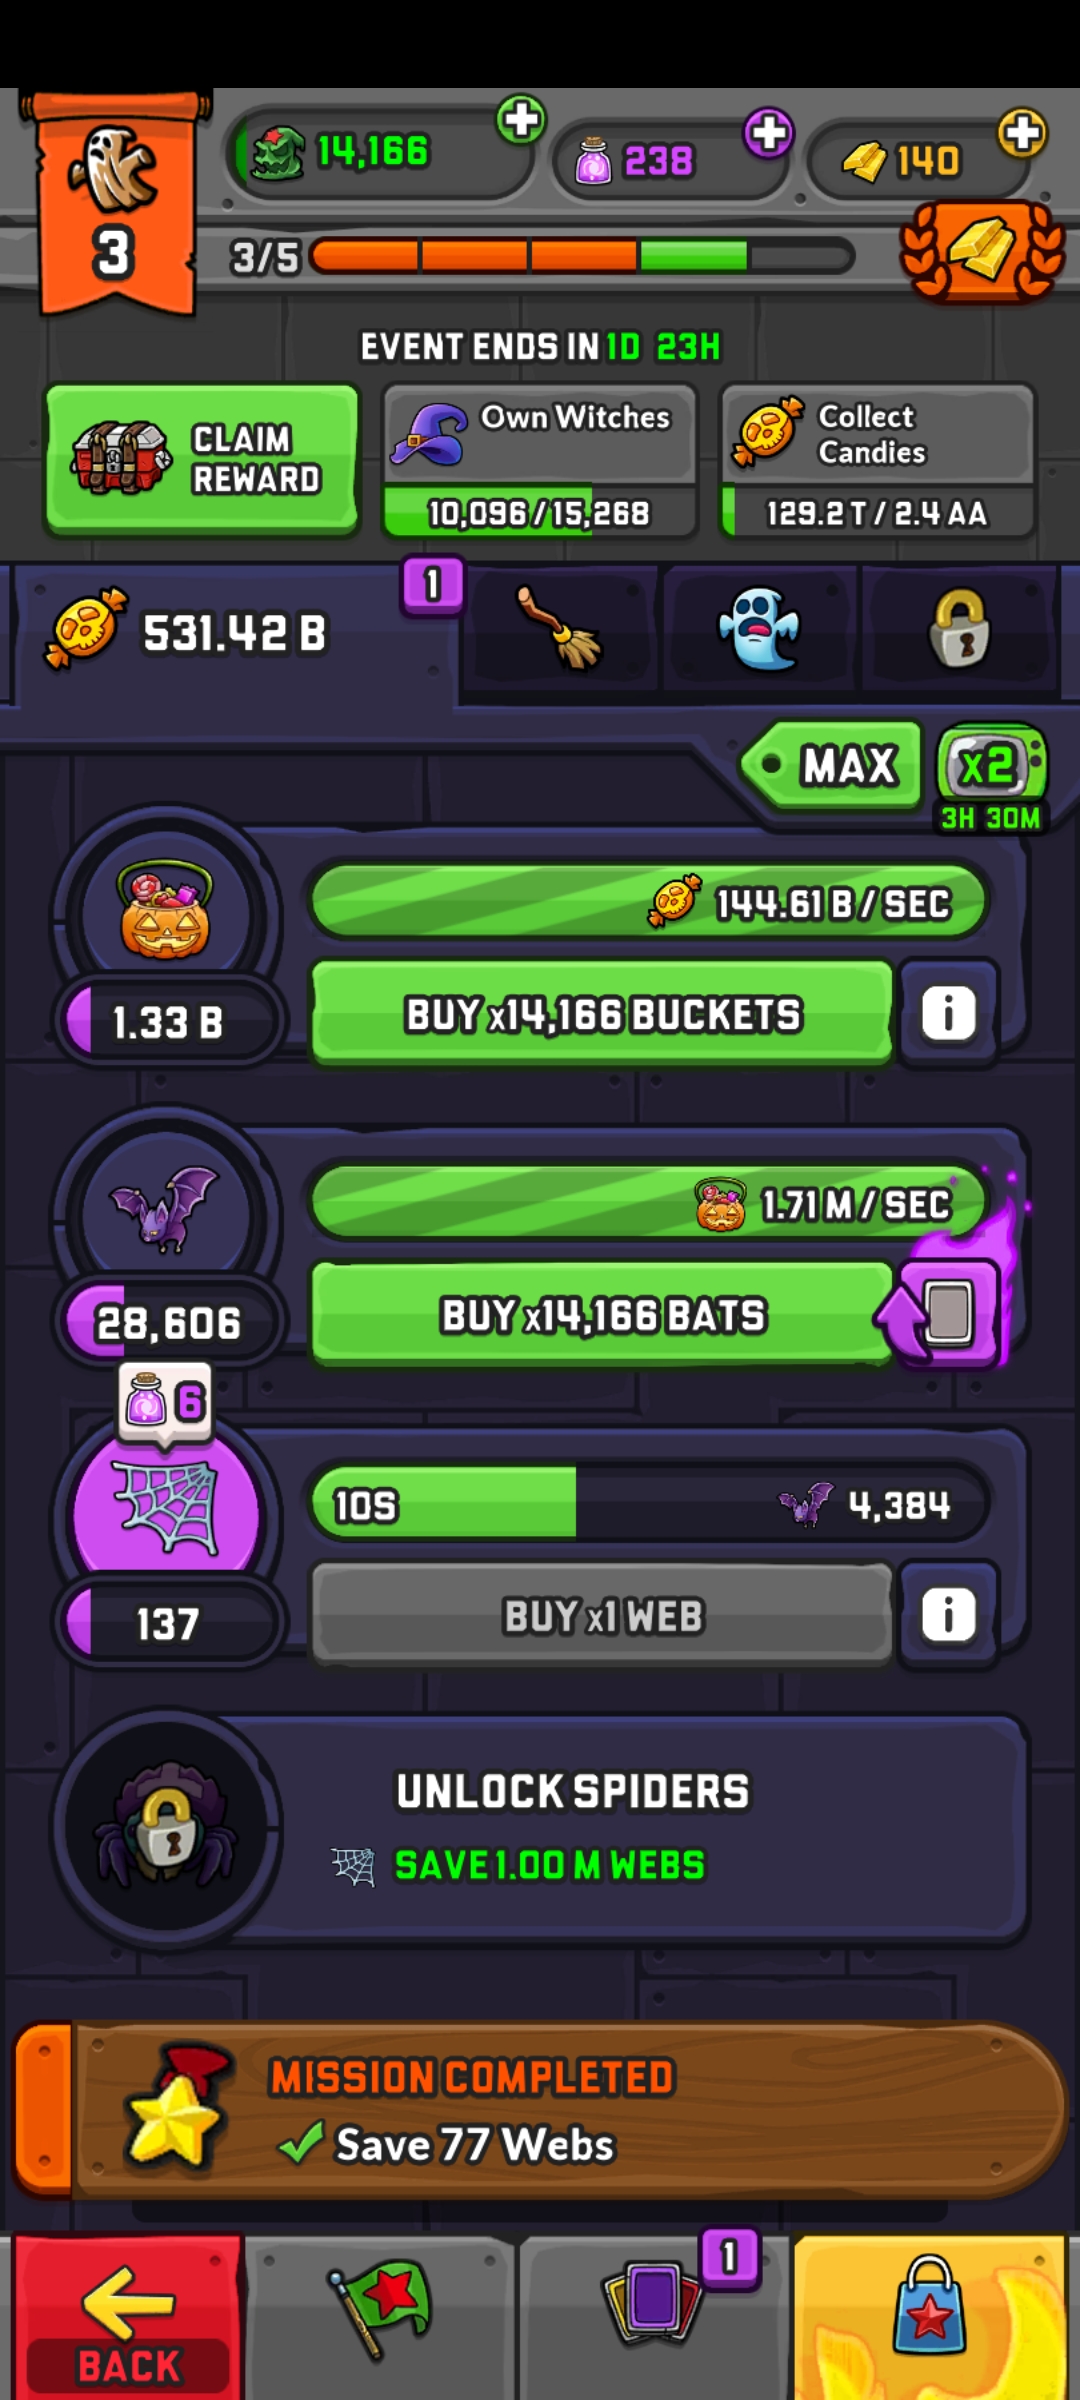 14,166
238
140
3
3/5
EVENT ENDS IN 1D 23H
CLAIM
REWARD
Own Witches
10,096/15,268
Collect
Candies
129.2 T / 2.4 AA
531.42 B
1
MAX
x2
3H 30M
144.61 B / SEC
1.33 B
BUY x14,166 BUCKETS
i
1.71 M / SEC
28,606
BUY x14,166 BATS
6
10S
4,384
137
BUY x1 WEB
i
UNLOCK SPIDERS
SAVE 1.00 M WEBS
MISSION COMPLETED
Save 77 Webs
1
BACK